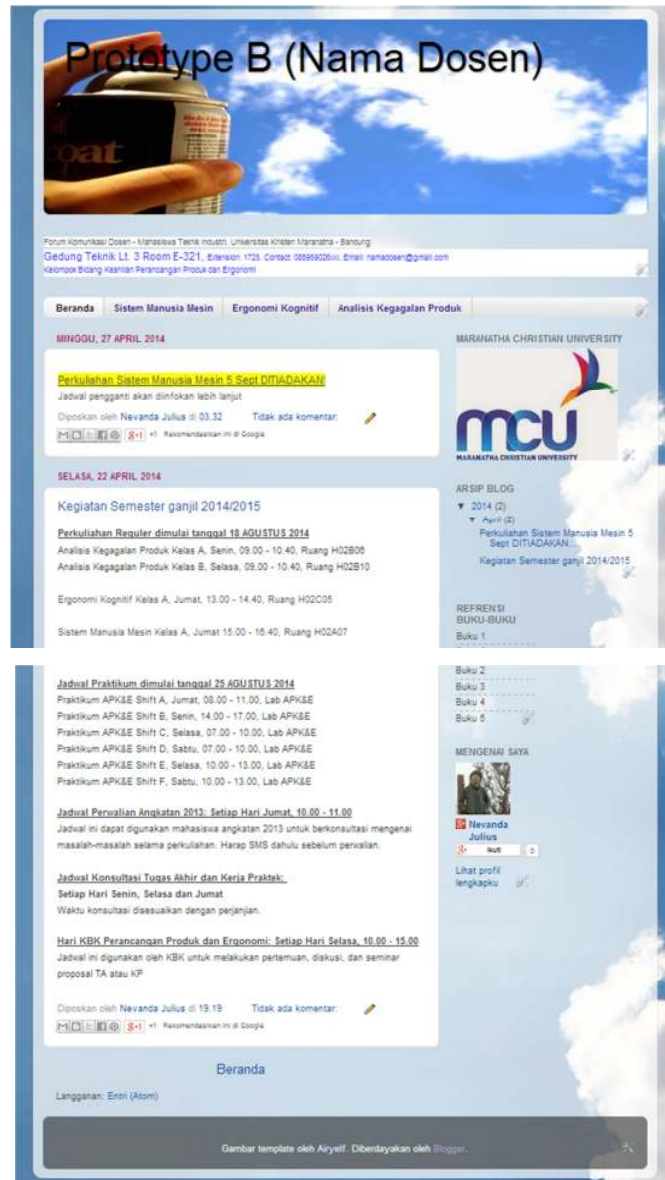 Prototype B (Nama Dosen)
oat
Forum Komunikasi Dosen - Mahasiswa Teknik Industri, Universitas Kristen Maranatha - Bandung
Gedung Teknik Lt. 3 Room E-321, Extension: 1725, Contact: 085959026xxx, Email: namadosen@gmail.com
Kelompok Bidang Keahlian Perancangan Produk dan Ergonomi
Beranda Sistem Manusia Mesin Ergonomi Kognitif Analisis Kegagalan Produk
MINGGU, 27 APRIL 2014
Perkuliahan Sistem Manusia Mesin 5 Sept DITIADAKAN!
Jadwal pengganti akan diinfokan lebih lanjut
Diposkan oleh Nevanda Julius di 03.32 Tidak ada komentar:
+1 Rekomendasikan ini di Google
SELASA, 22 APRIL 2014
Kegiatan Semester ganjil 2014/2015
Perkuliahan Reguler dimulai tanggal 18 AGUSTUS 2014
Analisis Kegagalan Produk Kelas A, Senin, 09.00 - 10.40, Ruang H02B06
Analisis Kegagalan Produk Kelas B, Selasa, 09.00 - 10.40, Ruang H02B10
Ergonomi Kognitif Kelas A, Jumat, 13.00 - 14.40, Ruang H02C05
Sistem Manusia Mesin Kelas A, Jumat 15.00 - 16.40, Ruang H02A07
MARANATHA CHRISTIAN UNIVERSITY
mcu
MARANATHA CHRISTIAN UNIVERSITY
ARSIP BLOG
▼ 2014 (2)
▼ April (2)
Perkuliahan Sistem Manusia Mesin 5
Sept DITIADAKAN...
Kegiatan Semester ganjil 2014/2015
REFRENSI
BUKU-BUKU
Buku 1
Jadwal Praktikum dimulai tanggal 25 AGUSTUS 2014
Praktikum APK&E Shift A, Jumat, 08.00 - 11.00, Lab APK&E
Praktikum APK&E Shift B, Senin, 14.00 - 17.00, Lab APK&E
Praktikum APK&E Shift C, Selasa, 07.00 - 10.00, Lab APK&E
Praktikum APK&E Shift D, Sabtu, 07.00 - 10.00, Lab APK&E
Praktikum APK&E Shift E, Selasa, 10.00 - 13.00, Lab APK&E
Praktikum APK&E Shift F, Sabtu, 10.00 - 13.00, Lab APK&E
Jadwal Perwalian Angkatan 2013: Setiap Hari Jumat, 10.00 - 11.00
Jadwal ini dapat digunakan mahasiswa angkatan 2013 untuk berkonsultasi mengenai
masalah-masalah selama perkuliahan. Harap SMS dahulu sebelum perwalian.
Jadwal Konsultasi Tugas Akhir dan Kerja Praktek:
Setiap Hari Senin, Selasa dan Jumat
Waktu konsultasi disesuaikan dengan perjanjian.
Hari KBK Perancangan Produk dan Ergonomi: Setiap Hari Selasa, 10.00 - 15.00
Jadwal ini digunakan oleh KBK untuk melakukan pertemuan, diskusi, dan seminar
proposal TA atau KP
Diposkan oleh Nevanda Julius di 19.19 Tidak ada komentar:
+1 Rekomendasikan ini di Google
Buku 2
Buku 3
Buku 4
Buku 5
MENGENAI SAYA
Nevanda
Julius
Ikuti 0
Lihat profil
lengkapku
Beranda
Langganan: Entri (Atom)
Gambar template oleh Airyelf. Diberdayakan oleh Blogger.